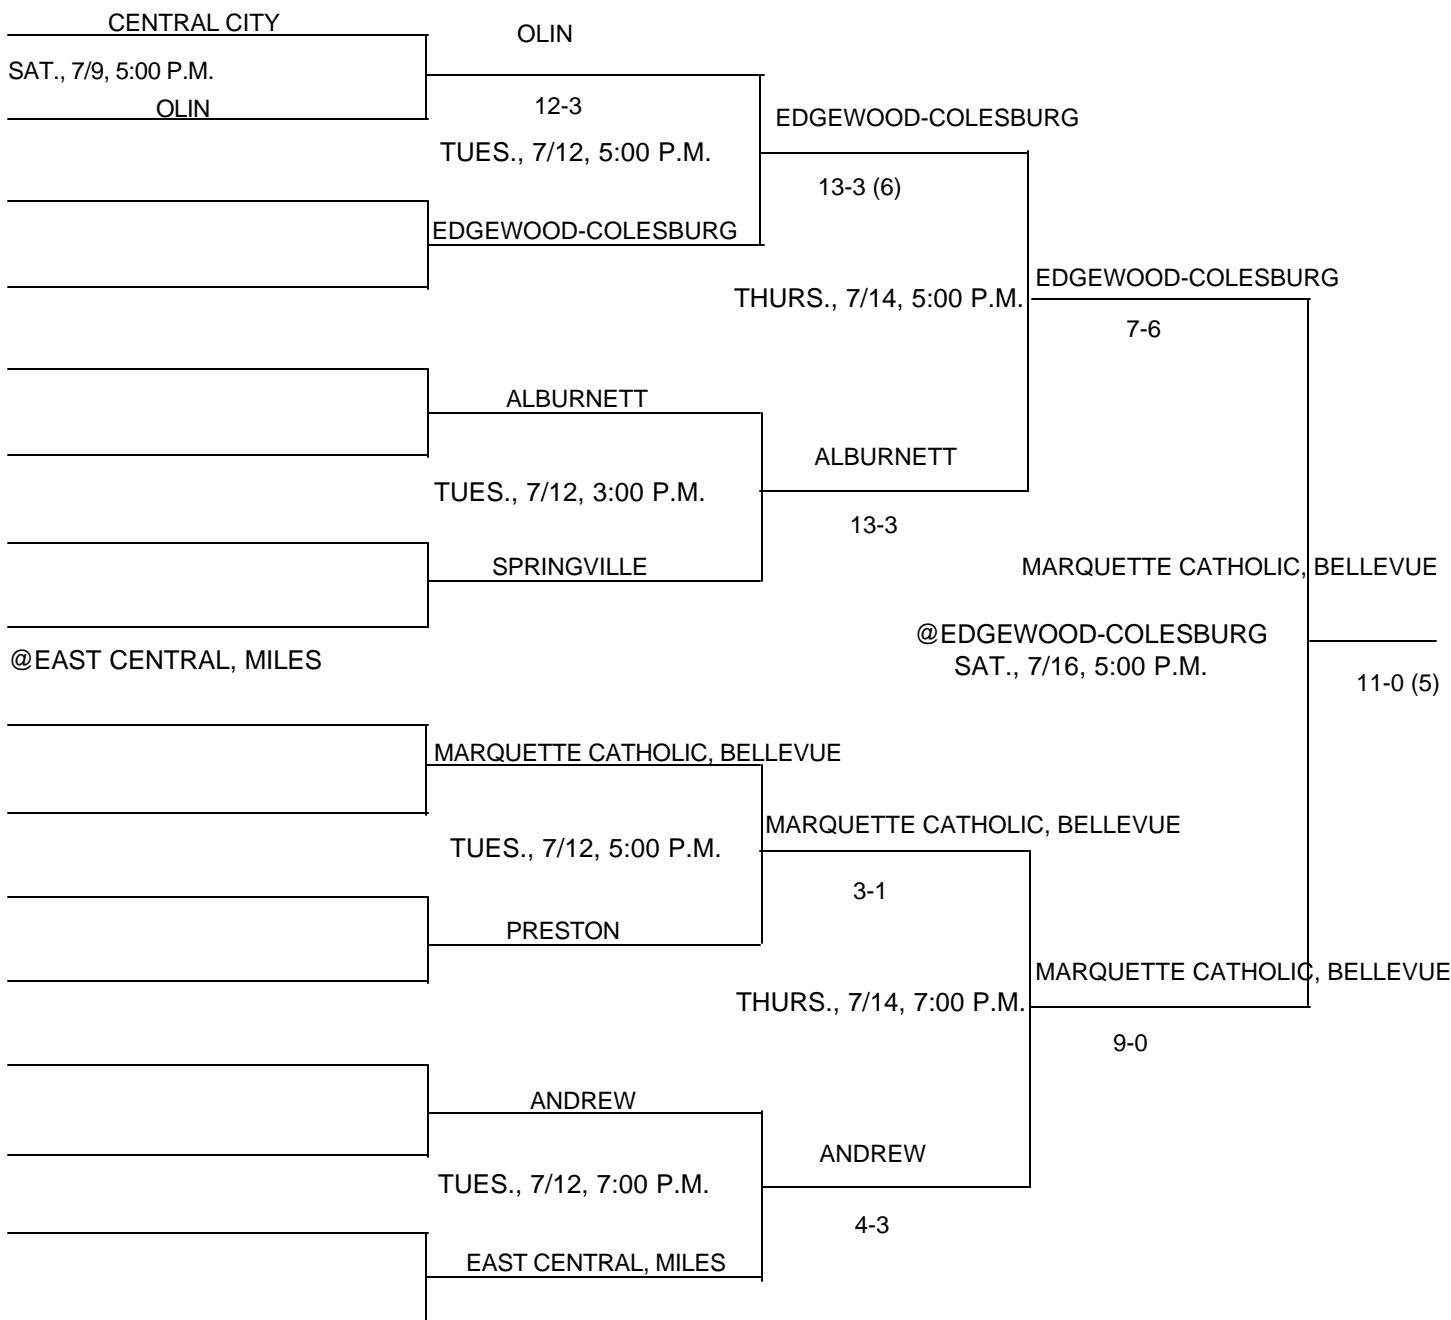 CENTRAL CITY
SAT., 7/9, 5:00 P.M.
OLIN
OLIN
12-3
TUES., 7/12, 5:00 P.M.
EDGEWOOD-COLESBURG
EDGEWOOD-COLESBURG
13-3 (6)
THURS., 7/14, 5:00 P.M.
EDGEWOOD-COLESBURG
7-6
ALBURNETT
TUES., 7/12, 3:00 P.M.
SPRINGVILLE
ALBURNETT
13-3
MARQUETTE CATHOLIC, BELLEVUE
@EDGEWOOD-COLESBURG
SAT., 7/16, 5:00 P.M.
11-0 (5)
@EAST CENTRAL, MILES
MARQUETTE CATHOLIC, BELLEVUE
TUES., 7/12, 5:00 P.M.
PRESTON
MARQUETTE CATHOLIC, BELLEVUE
3-1
THURS., 7/14, 7:00 P.M.
MARQUETTE CATHOLIC, BELLEVUE
9-0
ANDREW
TUES., 7/12, 7:00 P.M.
EAST CENTRAL, MILES
ANDREW
4-3